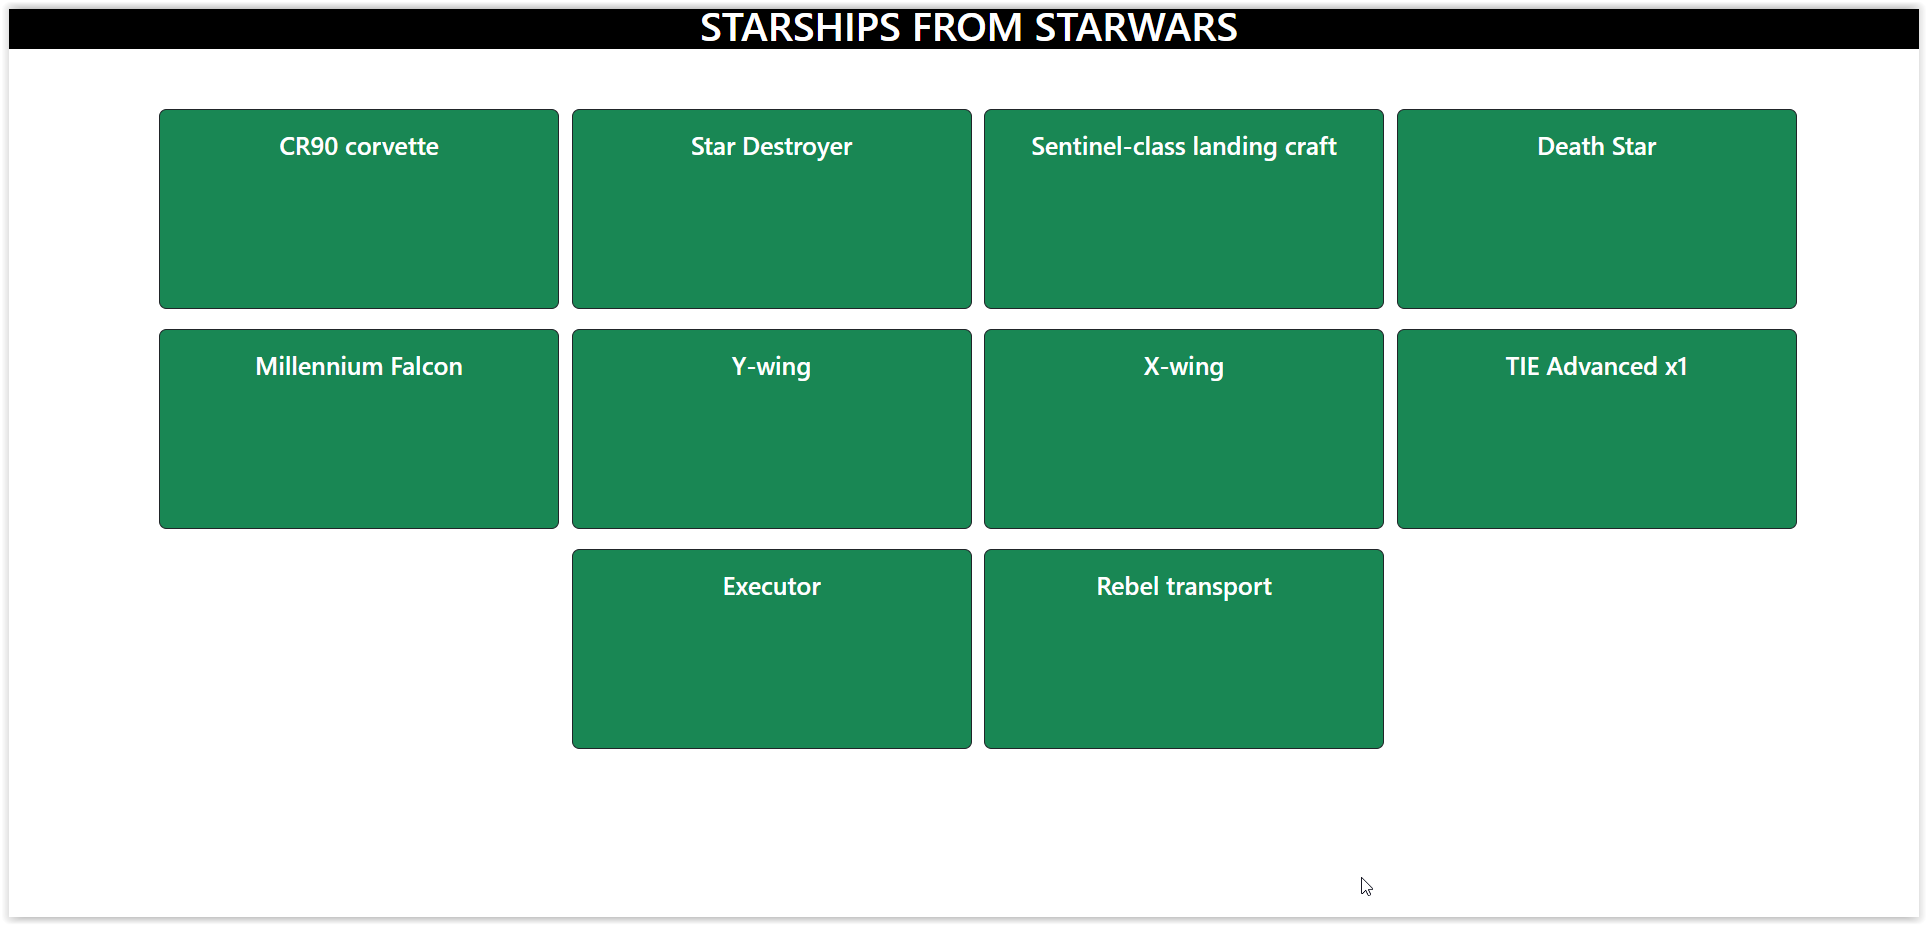 STARSHIPS FROM STARWARS
CR90 corvette
Star Destroyer
Sentinel-class landing craft
Death Star
Millennium Falcon
Y-wing
X-wing
TIE Advanced x1
Executor
Rebel transport